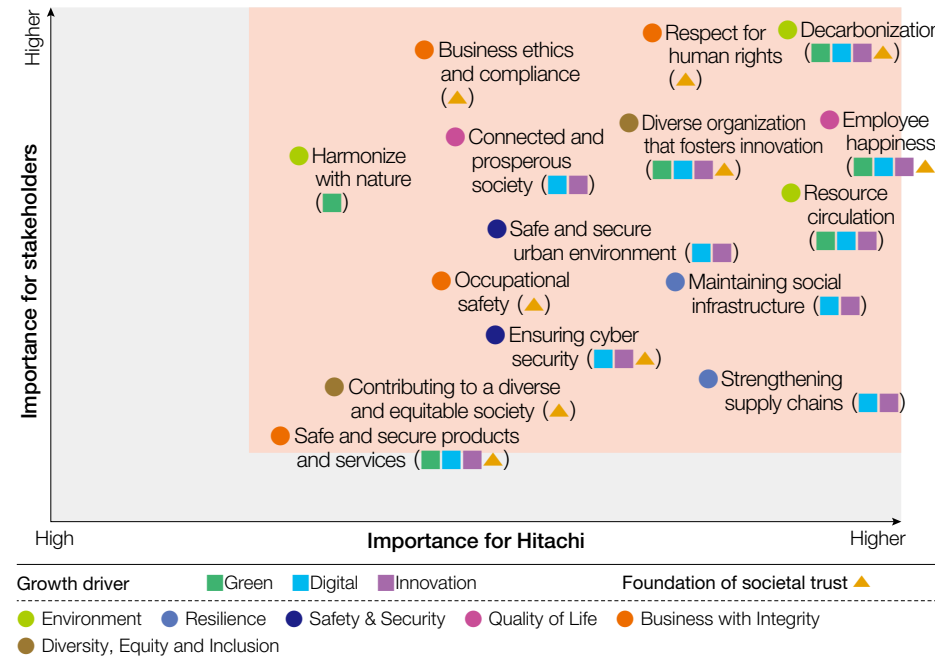 Higher
Importance for stakeholders
Business ethics
and compliance
( )
Respect for
human rights
( )
Decarbonization
( )
Harmonize
with nature
( )
Connected and
prosperous
society ( )
Diverse organization
that fosters innovation
( )
Employee
happiness
( )
Resource
circulation
( )
Safe and secure
urban environment ( )
Occupational
safety ( )
Maintaining social
infrastructure ( )
Ensuring cyber
security ( )
Contributing to a diverse
and equitable society ( )
Strengthening
supply chains ( )
Safe and secure products
and services ( )
High
Importance for Hitachi
Higher
Growth driver Green Digital Innovation Foundation of societal trust
Environment Resilience Safety & Security Quality of Life Business with Integrity
Diversity, Equity and Inclusion